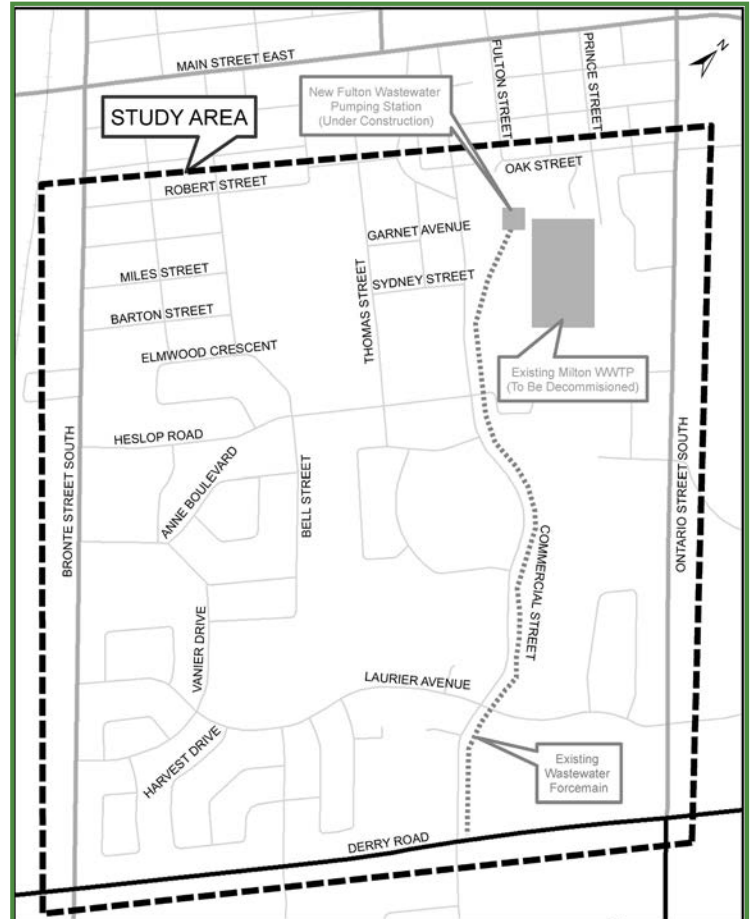 MAIN STREET EAST
FULTON STREET
PRINCE STREET
N
New Fulton Wastewater
Pumping Station
(Under Construction)
STUDY AREA
OAK STREET
ROBERT STREET
GARNET AVENUE
MILES STREET
SYDNEY STREET
THOMAS STREET
BARTON STREET
ELMWOOD CRESCENT
Existing Milton WWTP
(To Be Decommisioned)
HESLOP ROAD
ANNE BOULEVARD
BELL STREET
BRONTE STREET SOUTH
ONTARIO STREET SOUTH
COMMERCIAL STREET
VANIER DRIVE
LAURIER AVENUE
HARVEST DRIVE
Existing
Wastewater
Forcemain
DERRY ROAD